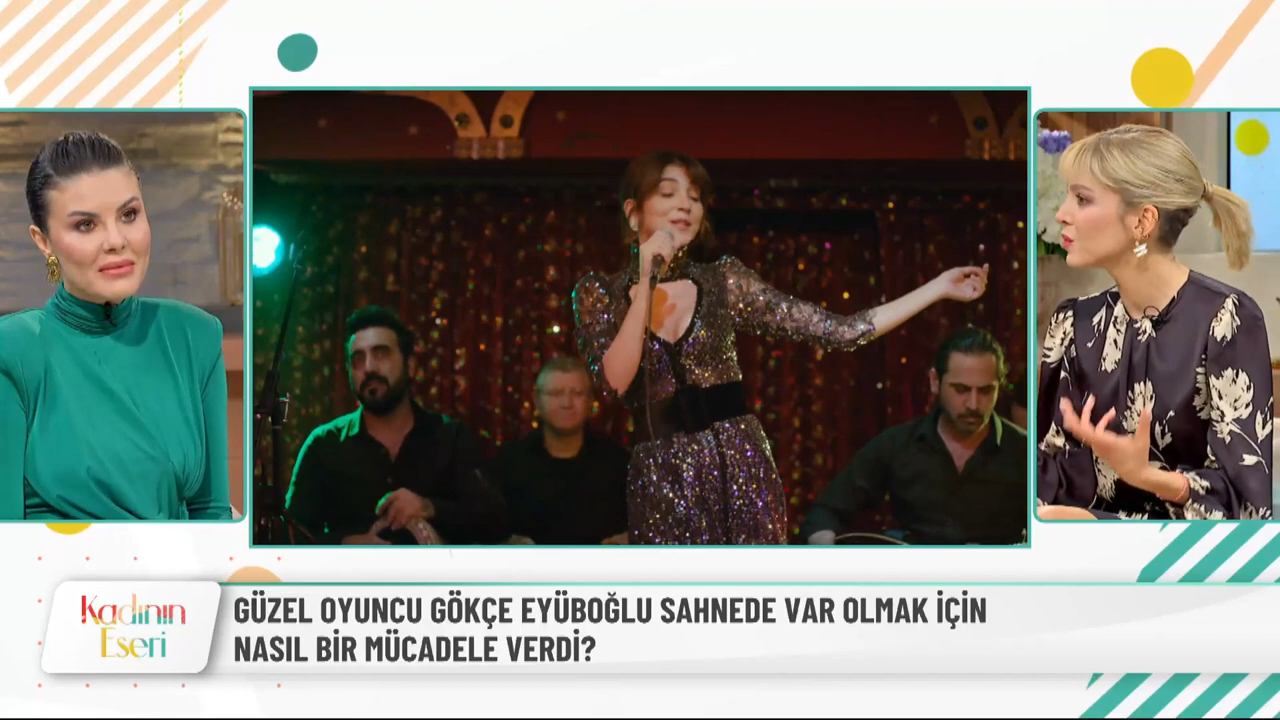 Kadının
Eseri
GÜZEL OYUNCU GÖKÇE EYÜBOĞLU SAHNEDE VAR OLMAK İÇİN
NASIL BİR MÜCADELE VERDİ?